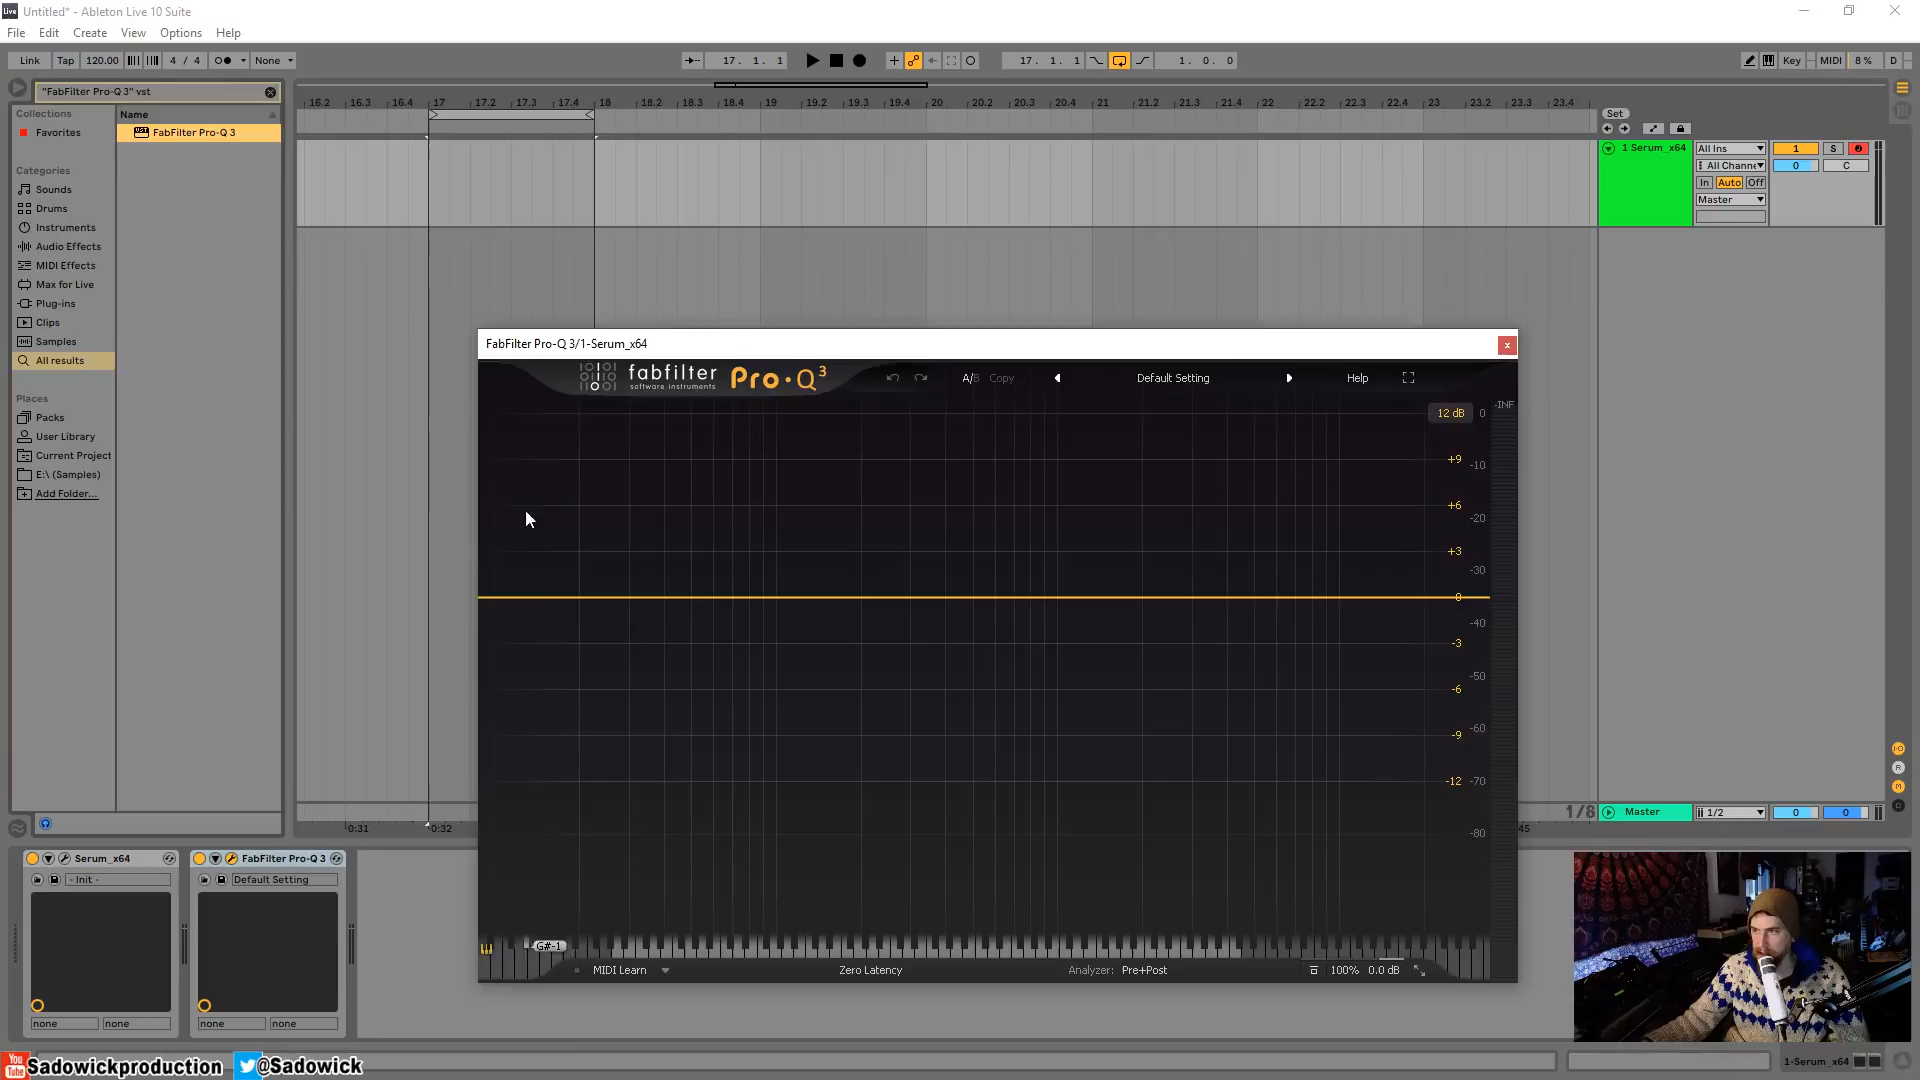 Live Untitled* - Ableton Live 10 Suite
File Edit Create View Options Help
Link Tap 120.00 4 / 4 None 17. 1. 1 17. 1. 1 1. 0. 0 Key MIDI 8 % D
"FabFilter Pro-Q 3" vst
16.2 16.3 16.4 17 17.2 17.3 17.4 18 18.2 18.3 18.4 19 19.2 19.3 19.4 20 20.2 20.3 20.4 21 21.2 21.3 21.4 22 22.2 22.3 22.4 23 23.2 23.3 23.4
Set
Collections
Favorites
Categories
Sounds
Drums
Instruments
Audio Effects
MIDI Effects
Max for Live
Plug-ins
Clips
Samples
All results
Places
Packs
User Library
Current Project
E:\ (Samples)
Add Folder...
Name
FabFilter Pro-Q 3
1 Serum_x64 All Ins 1 S
All Channe 0 C
In Auto Off
Master
FabFilter Pro-Q 3/1-Serum_x64 x
fabfilter
software instruments
Pro·Q3
A/B Copy Default Setting Help
12 dB 0 -INF
+9 -10
+6 -20
+3 -30
0 -40
-3 -50
-6 -60
-9 -70
-12 -80
G#-1
MIDI Learn Zero Latency Analyzer: Pre+Post 100% 0.0 dB
1/8 Master 1/2 0 0
0:31 0:32 45
R
M
D
Serum_x64
- Init -
none none
FabFilter Pro-Q 3
Default Setting
none none
You Tube Sadowickproduction @Sadowick
1-Serum_x64